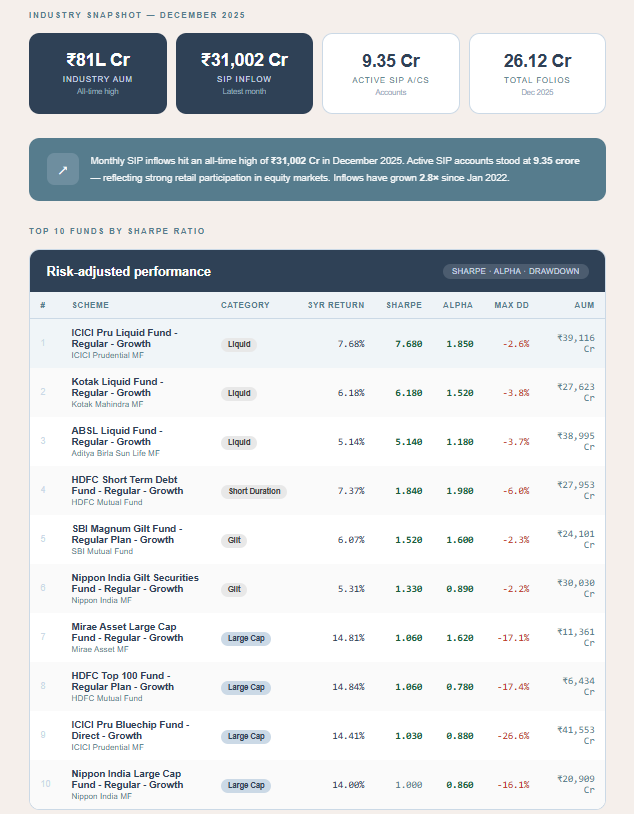 INDUSTRY SNAPSHOT — DECEMBER 2025
₹81L Cr
INDUSTRY AUM
All-time high
₹31,002 Cr
SIP INFLOW
Latest month
9.35 Cr
ACTIVE SIP A/CS
Accounts
26.12 Cr
TOTAL FOLIOS
Dec 2025
↗
Monthly SIP inflows hit an all-time high of ₹31,002 Cr in December 2025. Active SIP accounts stood at 9.35 crore
— reflecting strong retail participation in equity markets. Inflows have grown 2.8× since Jan 2022.
TOP 10 FUNDS BY SHARPE RATIO
Risk-adjusted performance
SHARPE · ALPHA · DRAWDOWN
# SCHEME CATEGORY 3YR RETURN SHARPE ALPHA MAX DD AUM
ICICI Pru Liquid Fund -
1 Regular - Growth Liquid 7.68% 7.680 1.850 -2.6% ₹39,116 Cr
ICICI Prudential MF
Kotak Liquid Fund -
2 Regular - Growth Liquid 6.18% 6.180 1.520 -3.8% ₹27,623 Cr
Kotak Mahindra MF
ABSL Liquid Fund -
3 Regular - Growth Liquid 5.14% 5.140 1.180 -3.7% ₹38,995 Cr
Aditya Birla Sun Life MF
HDFC Short Term Debt
4 Fund - Regular - Growth Short Duration 7.37% 1.840 1.980 -6.0% ₹27,953 Cr
HDFC Mutual Fund
SBI Magnum Gilt Fund -
5 Regular Plan - Growth Gilt 6.07% 1.520 1.600 -2.3% ₹24,101 Cr
SBI Mutual Fund
Nippon India Gilt Securities
6 Fund - Regular - Growth Gilt 5.31% 1.330 0.890 -2.2% ₹30,030 Cr
Nippon India MF
Mirae Asset Large Cap
7 Fund - Regular - Growth Large Cap 14.81% 1.060 1.620 -17.1% ₹11,361 Cr
Mirae Asset MF
HDFC Top 100 Fund -
8 Regular Plan - Growth Large Cap 14.84% 1.060 0.780 -17.4% ₹6,434 Cr
HDFC Mutual Fund
ICICI Pru Bluechip Fund -
9 Direct - Growth Large Cap 14.41% 1.030 0.880 -26.6% ₹41,553 Cr
ICICI Prudential MF
Nippon India Large Cap
10 Fund - Regular - Growth Large Cap 14.00% 1.000 0.860 -16.1% ₹20,909 Cr
Nippon India MF